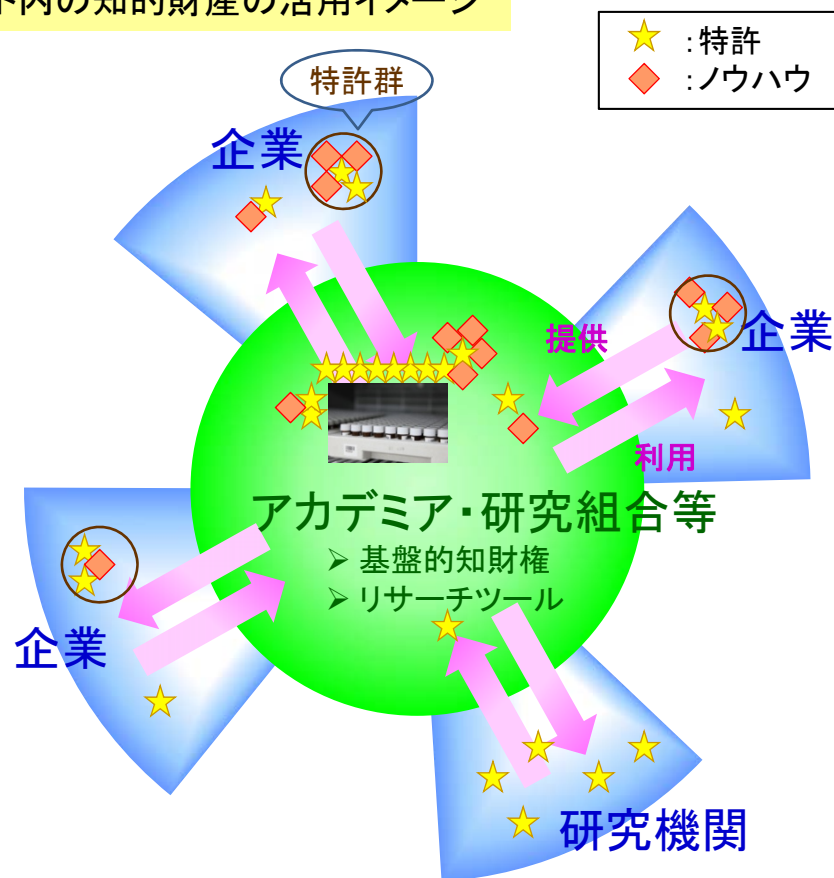 ト内の知的財産の活用イメージ
：特許
：ノウハウ
特許群
企業
提供
企業
利用
アカデミア・研究組合等
➢ 基盤的知財権
➢ リサーチツール
企業
研究機関